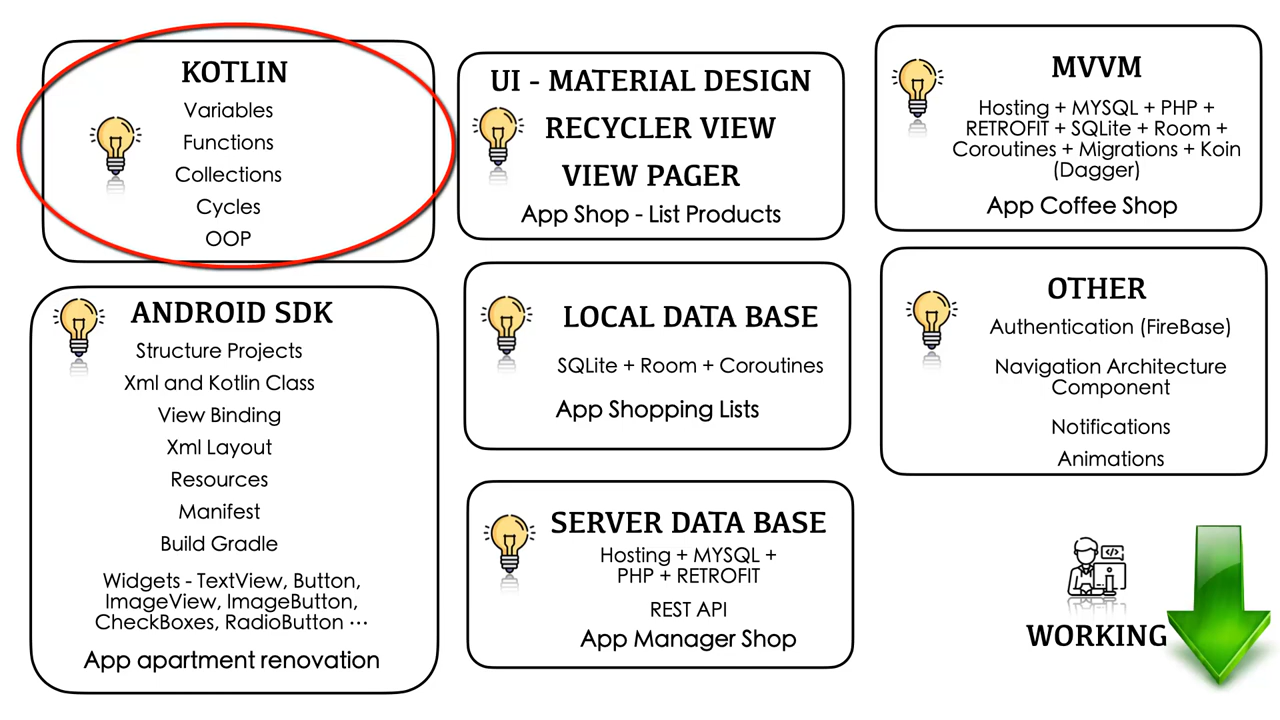 KOTLIN
Variables
Functions
Collections
Cycles
OOP
ANDROID SDK
Structure Projects
Xml and Kotlin Class
View Binding
Xml Layout
Resources
Manifest
Build Gradle
Widgets - TextView, Button,
ImageView, ImageButton,
CheckBoxes, RadioButton ···
App apartment renovation
UI - MATERIAL DESIGN
RECYCLER VIEW
VIEW PAGER
App Shop - List Products
LOCAL DATA BASE
SQLite + Room + Coroutines
App Shopping Lists
SERVER DATA BASE
Hosting + MYSQL +
PHP + RETROFIT
REST API
App Manager Shop
MVVM
Hosting + MYSQL + PHP +
RETROFIT + SQLite + Room +
Coroutines + Migrations + Koin
(Dagger)
App Coffee Shop
OTHER
Authentication (FireBase)
Navigation Architecture
Component
Notifications
Animations
WORKING